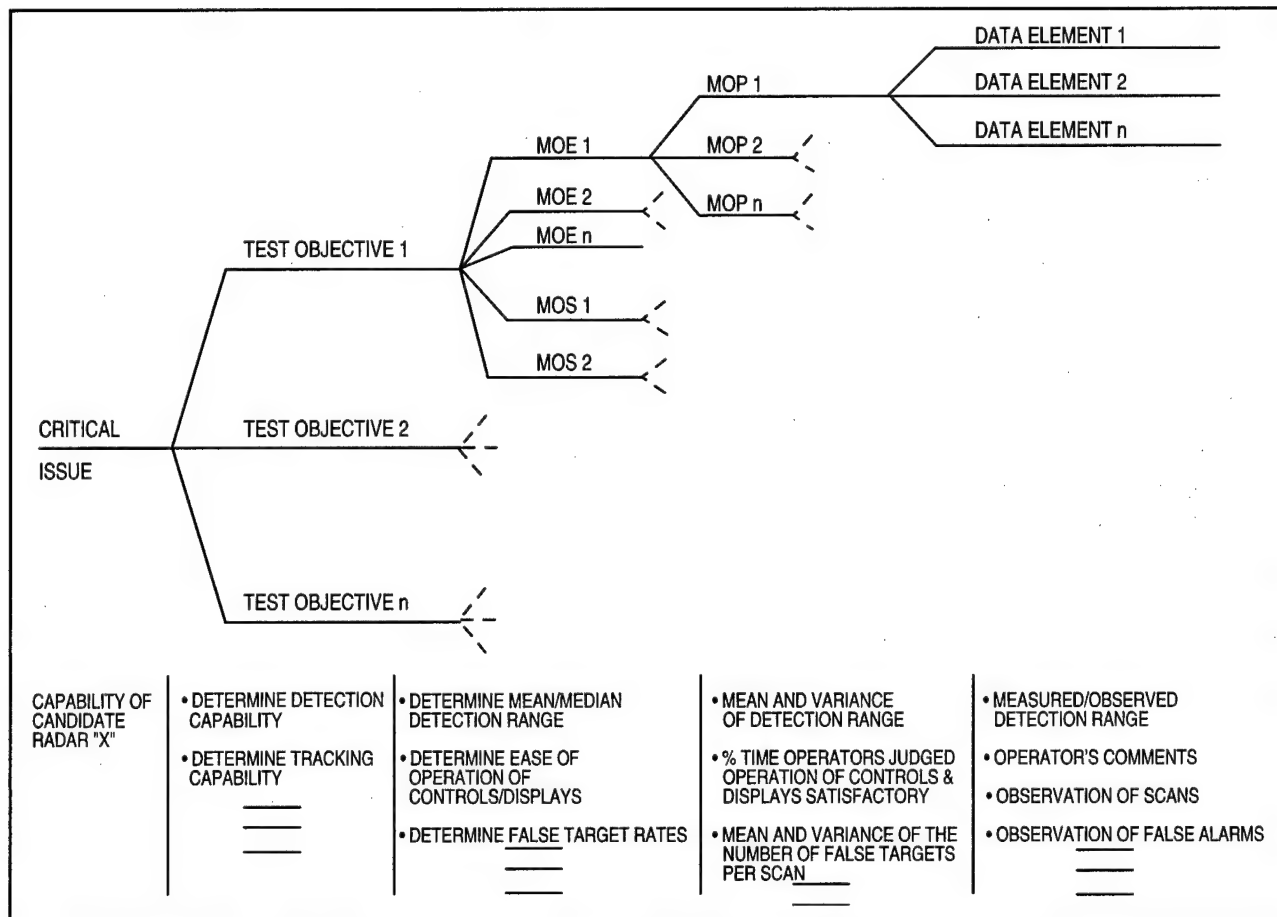 DATA ELEMENT 1
MOP 1
DATA ELEMENT 2
DATA ELEMENT n
MOE 1
MOP 2
MOE 2
MOP n
MOE n
TEST OBJECTIVE 1
MOS 1
MOS 2
CRITICAL
ISSUE
TEST OBJECTIVE 2
TEST OBJECTIVE n
CAPABILITY OF
CANDIDATE
RADAR "X"
• DETERMINE DETECTION
CAPABILITY
• DETERMINE TRACKING
CAPABILITY
• DETERMINE MEAN/MEDIAN
DETECTION RANGE
• DETERMINE EASE OF
OPERATION OF
CONTROLS/DISPLAYS
• DETERMINE FALSE TARGET RATES
• MEAN AND VARIANCE
OF DETECTION RANGE
• % TIME OPERATORS JUDGED
OPERATION OF CONTROLS &
DISPLAYS SATISFACTORY
• MEAN AND VARIANCE OF THE
NUMBER OF FALSE TARGETS
PER SCAN
• MEASURED/OBSERVED
DETECTION RANGE
• OPERATOR'S COMMENTS
• OBSERVATION OF SCANS
• OBSERVATION OF FALSE ALARMS